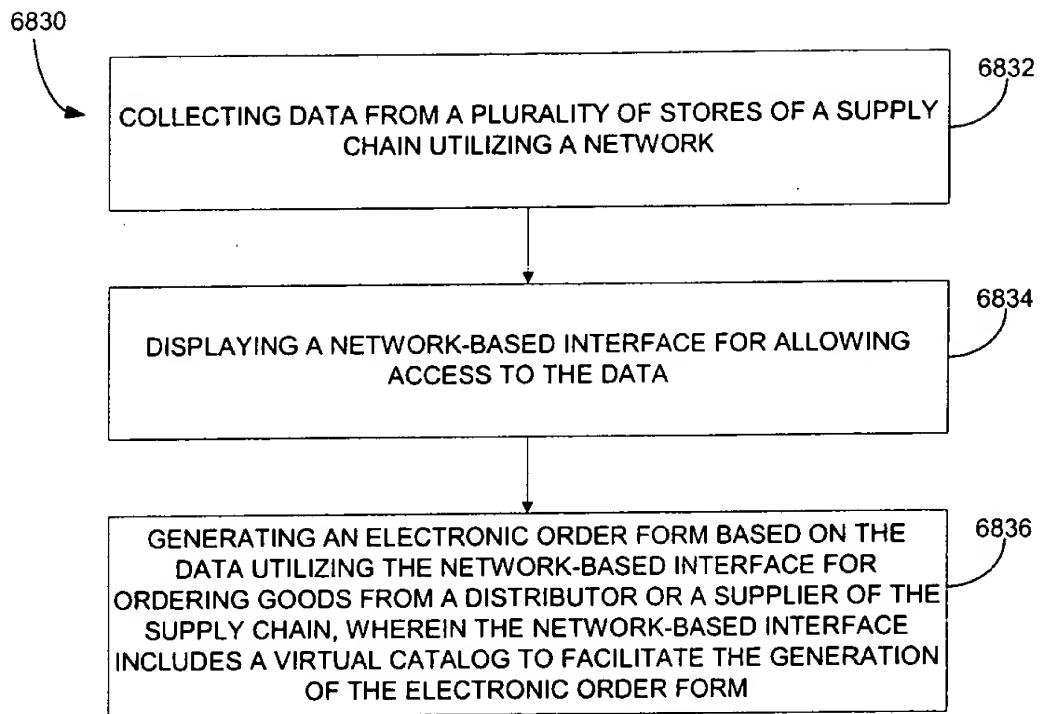 6830
6832
COLLECTING DATA FROM A PLURALITY OF STORES OF A SUPPLY
CHAIN UTILIZING A NETWORK
6834
DISPLAYING A NETWORK-BASED INTERFACE FOR ALLOWING
ACCESS TO THE DATA
6836
GENERATING AN ELECTRONIC ORDER FORM BASED ON THE
DATA UTILIZING THE NETWORK-BASED INTERFACE FOR
ORDERING GOODS FROM A DISTRIBUTOR OR A SUPPLIER OF THE
SUPPLY CHAIN, WHEREIN THE NETWORK-BASED INTERFACE
INCLUDES A VIRTUAL CATALOG TO FACILITATE THE GENERATION
OF THE ELECTRONIC ORDER FORM